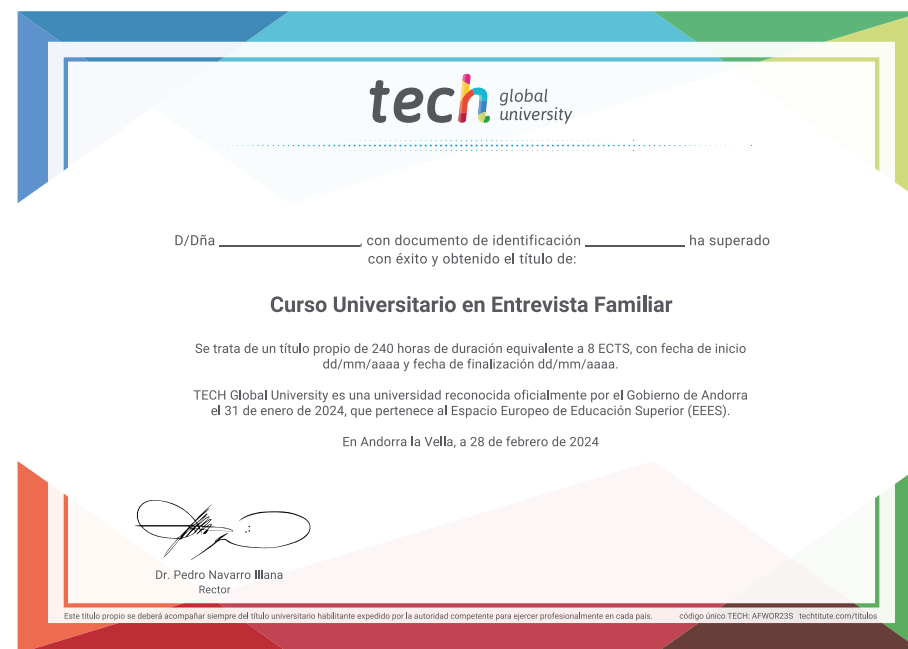 tech global university
D/Dña ______________, con documento de identificación __________ ha superado
con éxito y obtenido el título de:
Curso Universitario en Entrevista Familiar
Se trata de un título propio de 240 horas de duración equivalente a 8 ECTS, con fecha de inicio
dd/mm/aaaa y fecha de finalización dd/mm/aaaa.
TECH Global University es una universidad reconocida oficialmente por el Gobierno de Andorra
el 31 de enero de 2024, que pertenece al Espacio Europeo de Educación Superior (EEES).
En Andorra la Vella, a 28 de febrero de 2024
Dr. Pedro Navarro Illana
Rector
Este título propio se deberá acompañar siempre del título universitario habilitante expedido por la autoridad competente para ejercer profesionalmente en cada país. código único TECH: AFWOR23S techtitute.com/titulos